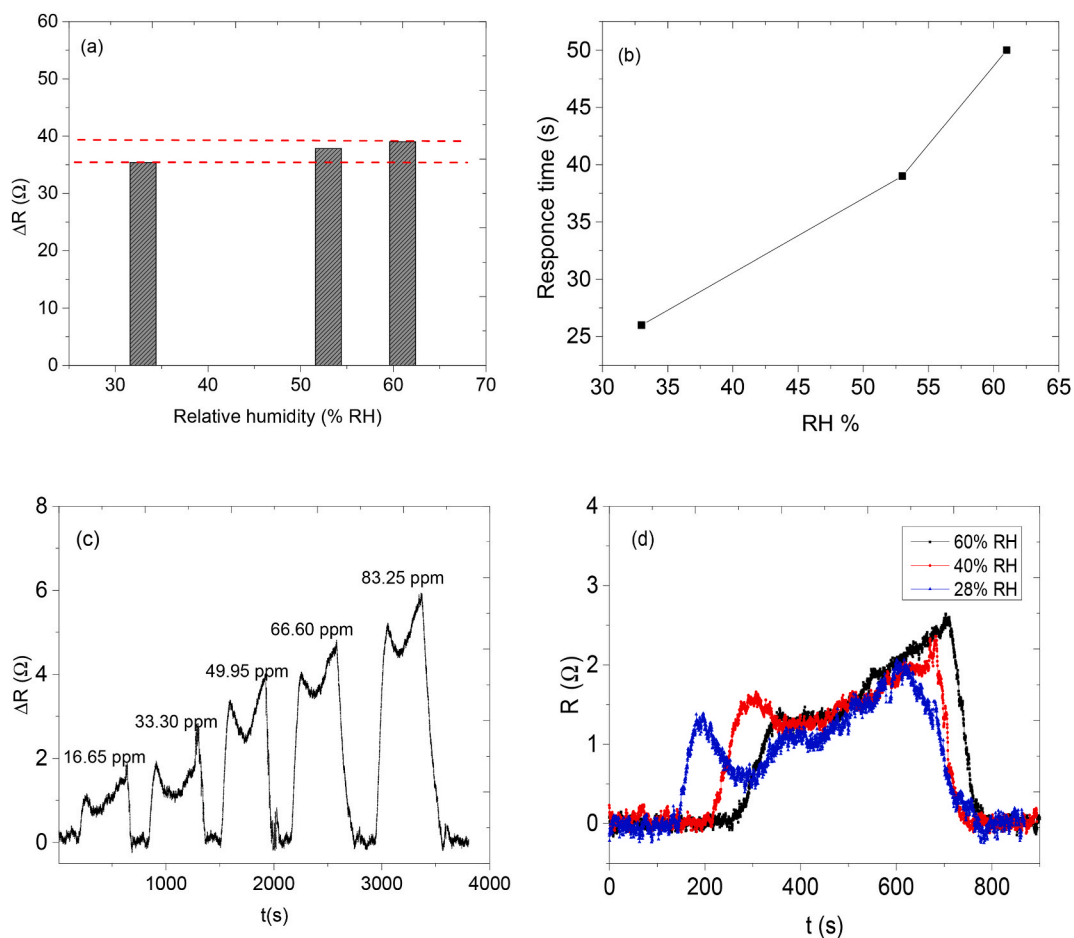 (a)
60
50
40
30
20
10
0
ΔR (Ω)
30 40 50 60 70
Relative humidity (% RH)
(b)
50
45
40
35
30
25
Responce time (s)
30 35 40 45 50 55 60 65
RH %
(c)
8
6
4
2
0
ΔR (Ω)
83.25 ppm
66.60 ppm
49.95 ppm
33.30 ppm
16.65 ppm
1000 2000 3000 4000
t(s)
(d)
4
3
2
1
0
R (Ω)
60% RH
40% RH
28% RH
0 200 400 600 800
t (s)